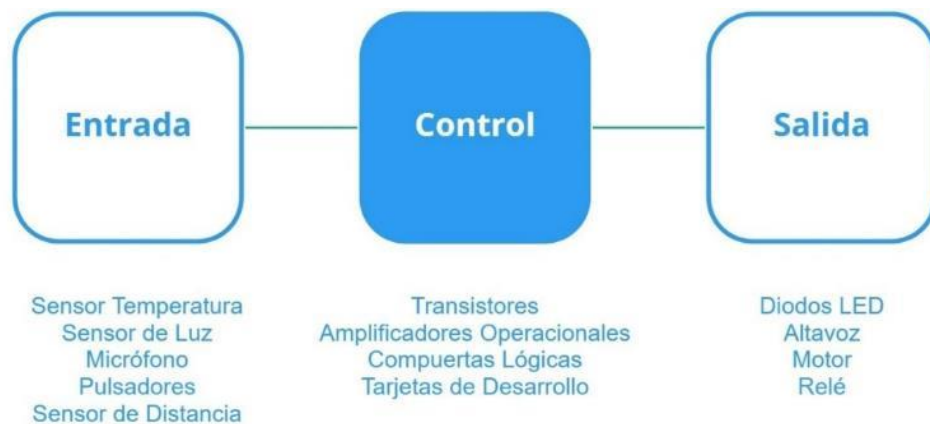 Entrada
Control
Salida
Sensor Temperatura
Sensor de Luz
Micrófono
Pulsadores
Sensor de Distancia
Transistores
Amplificadores Operacionales
Compuertas Lógicas
Tarjetas de Desarrollo
Diodos LED
Altavoz
Motor
Relé